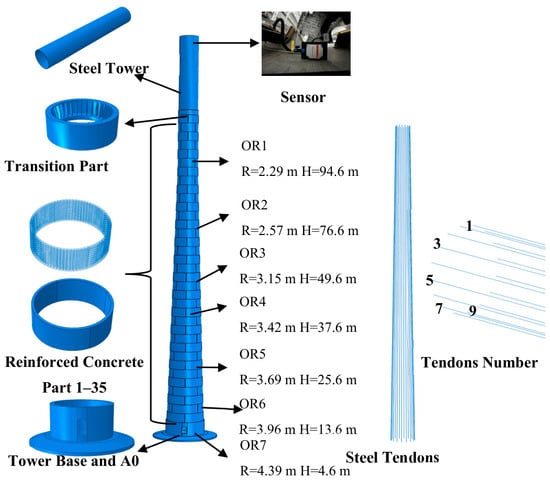 Steel Tower
Sensor
Transition Part
OR1
R=2.29 m H=94.6 m
OR2
R=2.57 m H=76.6 m
OR3
R=3.15 m H=49.6 m
OR4
R=3.42 m H=37.6 m
OR5
R=3.69 m H=25.6 m
OR6
R=3.96 m H=13.6 m
OR7
R=4.39 m H=4.6 m
Reinforced Concrete
Part 1–35
Tower Base and A0
1
3
5
7
9
Tendons Number
Steel Tendons